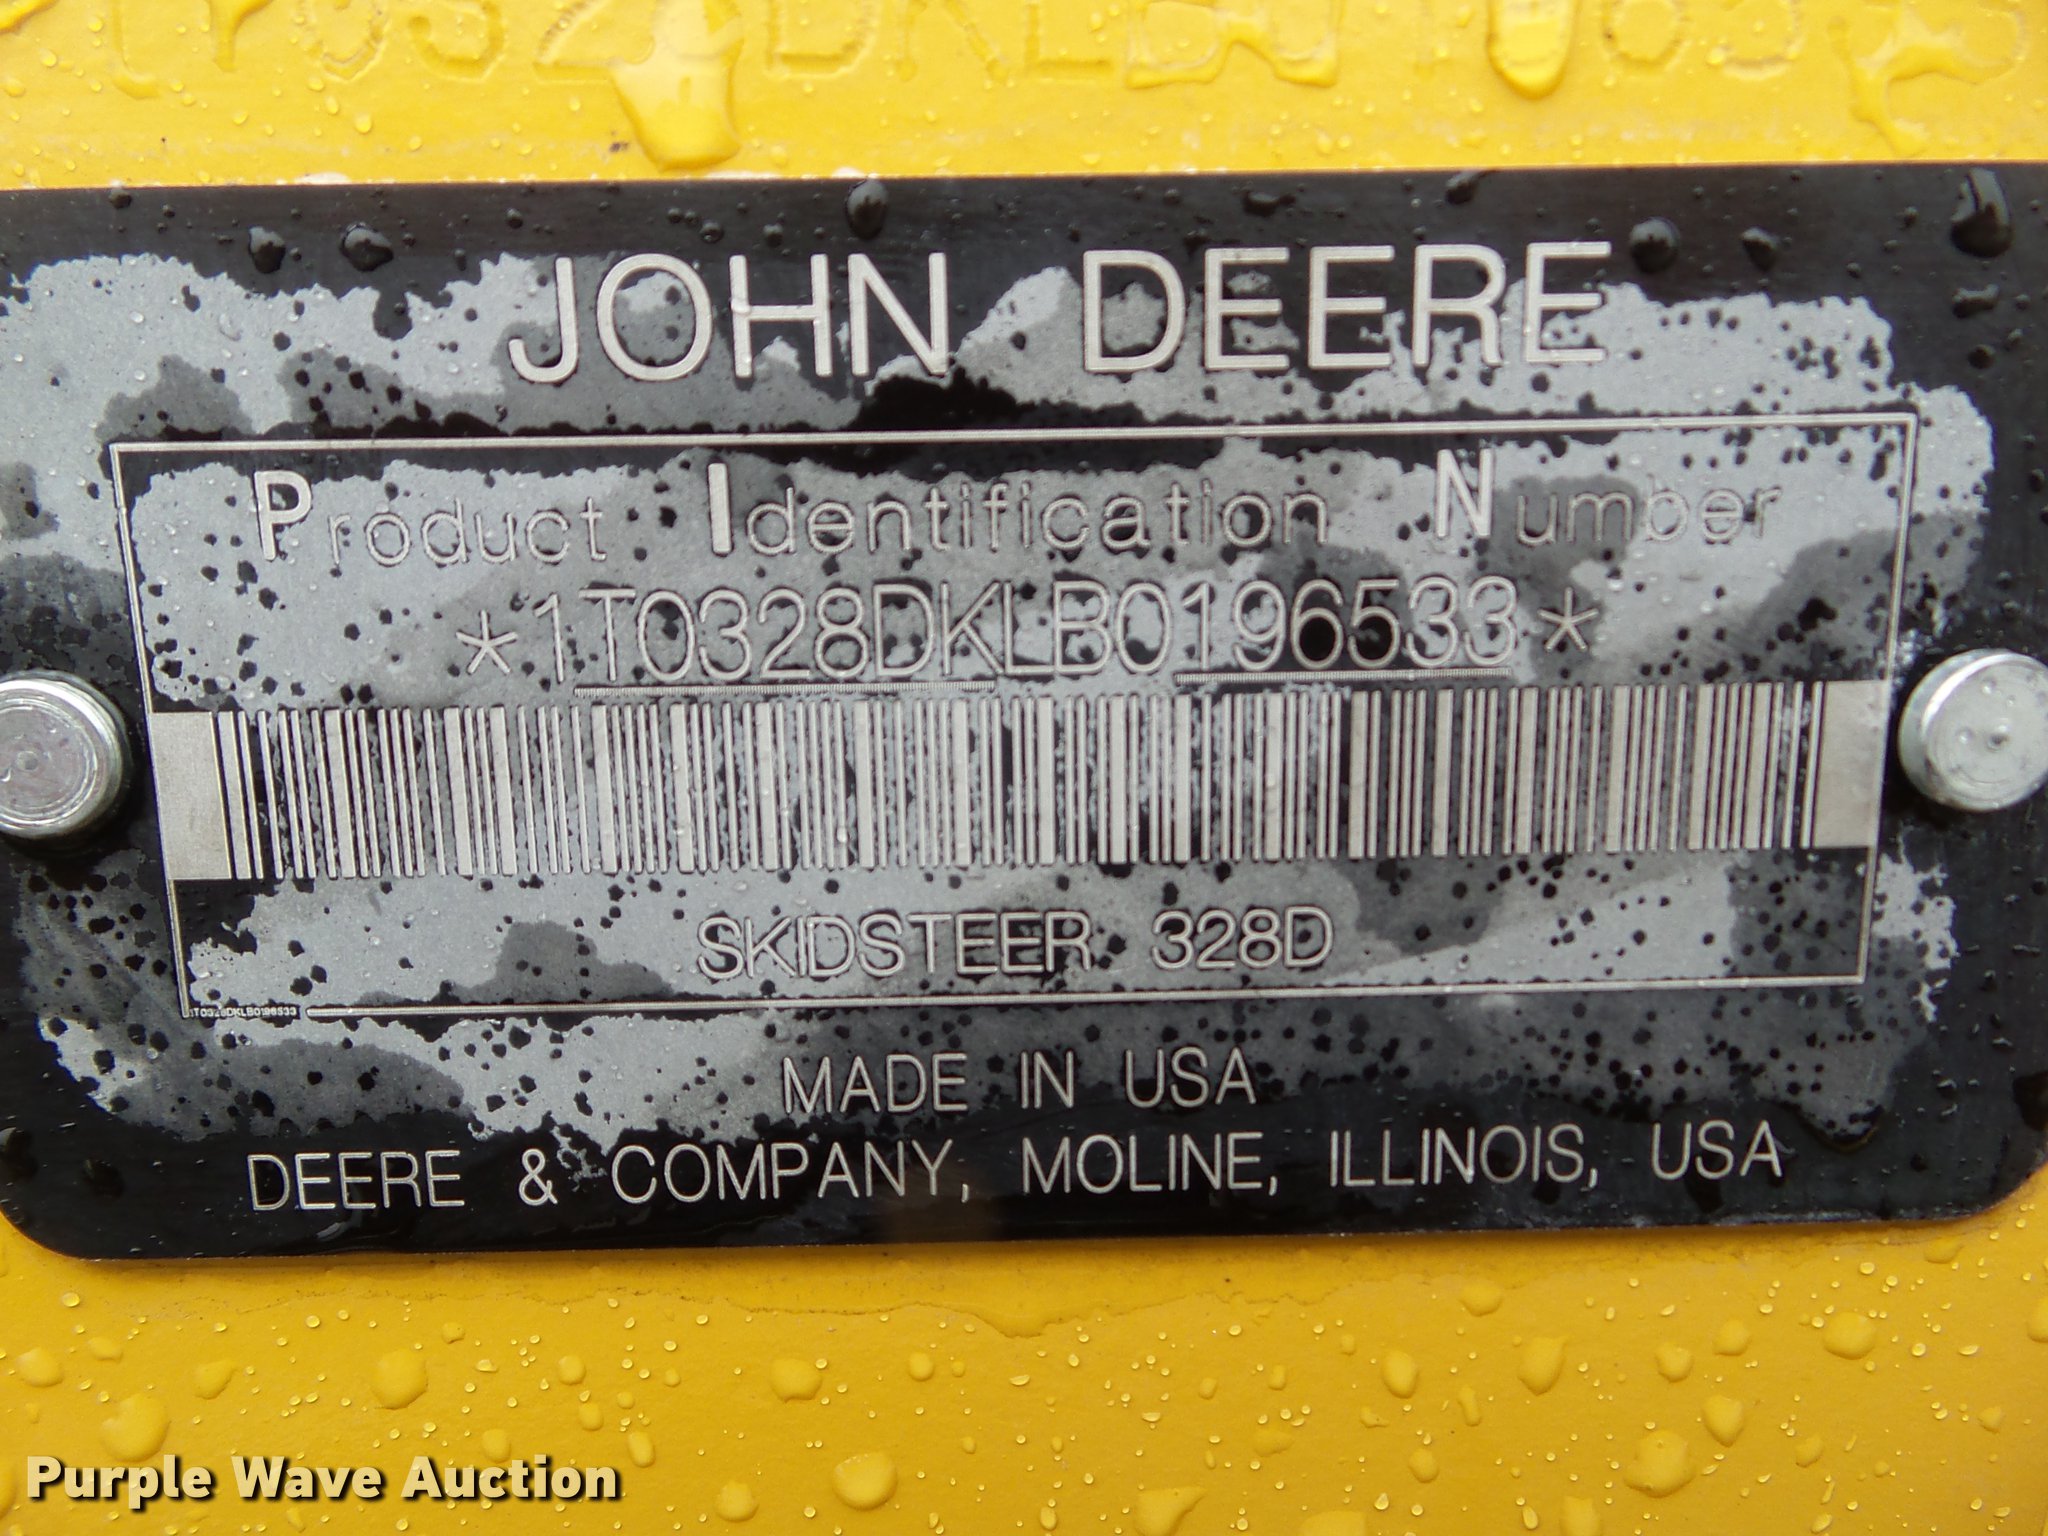 JOHN DEERE
Product Identification Number
*1T0328DKLB0196533*
SKIDSTEER 328D
1T0328DKLB0196533
MADE IN USA
DEERE & COMPANY, MOLINE, ILLINOIS, USA
Purple Wave Auction